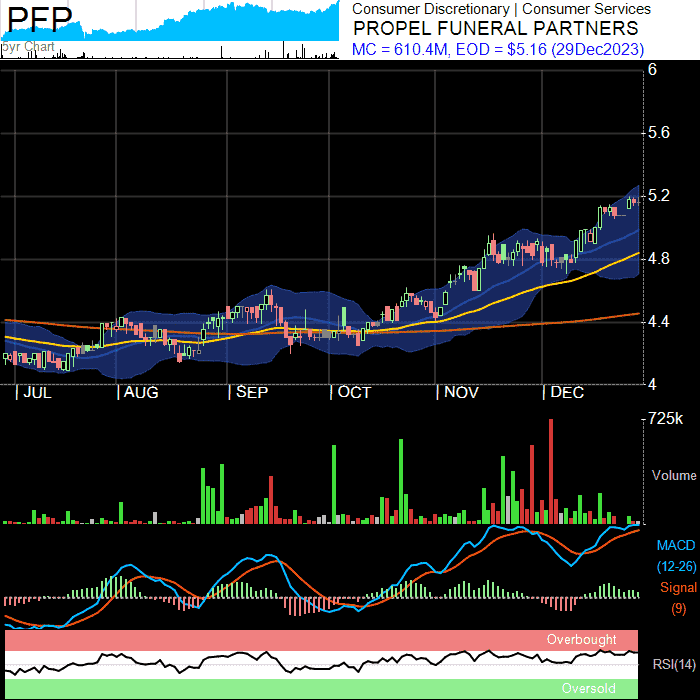 PFP
5yr Chart
Consumer Discretionary | Consumer Services
PROPEL FUNERAL PARTNERS
MC = 610.4M, EOD = $5.16 (29Dec2023)
6
5.6
5.2
4.8
4.4
4
JUL AUG SEP OCT NOV DEC
725k
Volume
MACD
(12-26)
Signal
(9)
Overbought
RSI(14)
Oversold